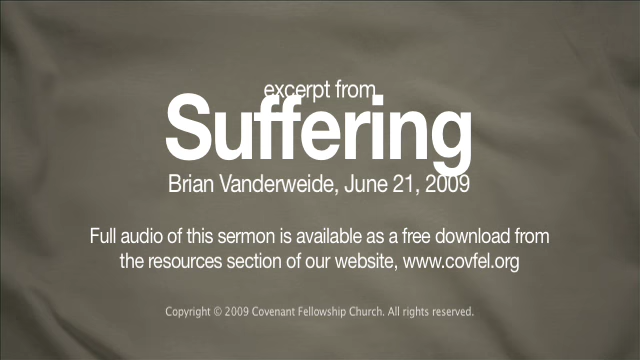 excerpt from
Suffering
Brian Vanderweide, June 21, 2009
Full audio of this sermon is available as a free download from
the resources section of our website, www.covfel.org
Copyright © 2009 Covenant Fellowship Church. All rights reserved.